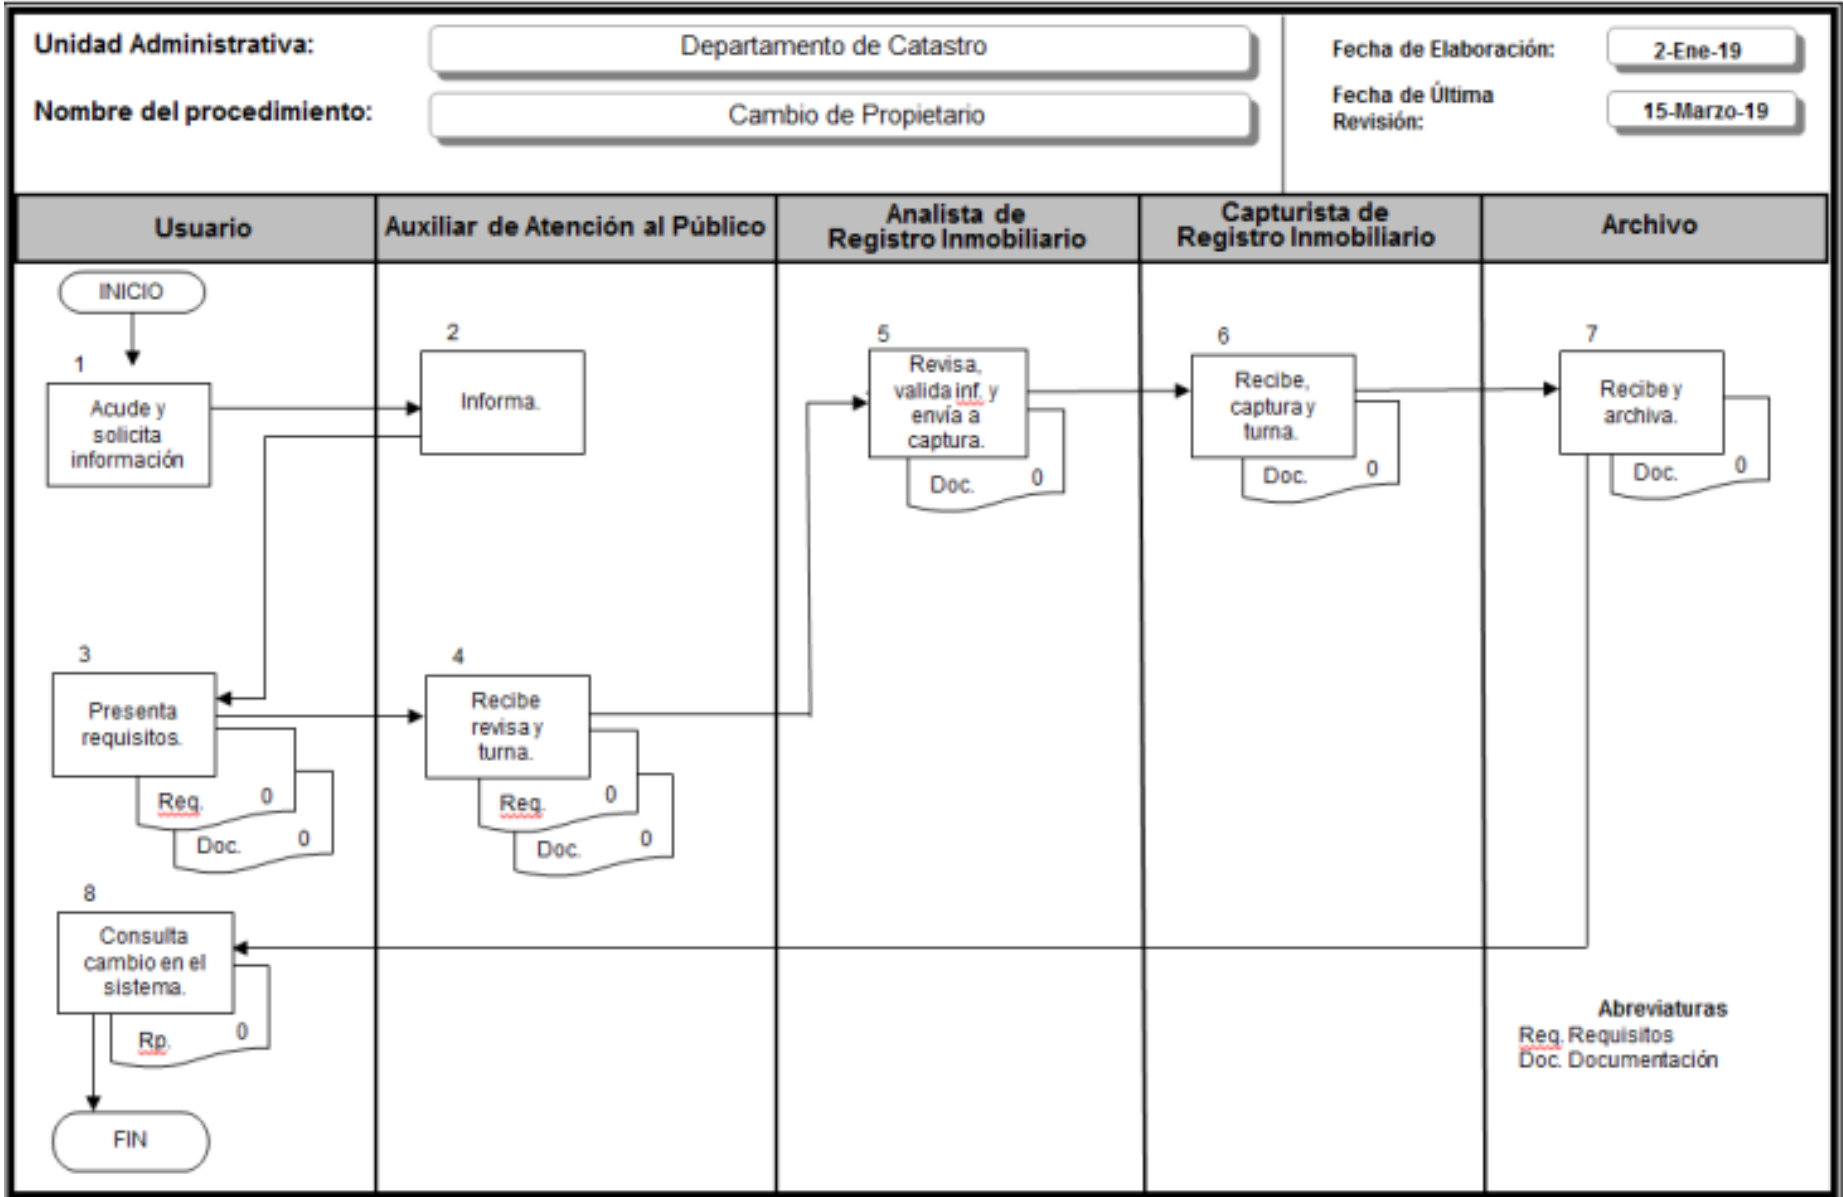 Unidad Administrativa:
Departamento de Catastro
Fecha de Elaboración:
2-Ene-19
Nombre del procedimiento:
Cambio de Propietario
Fecha de Última
Revisión:
15-Marzo-19
Usuario
Auxiliar de Atención al Público
Analista de
Registro Inmobiliario
Capturista de
Registro Inmobiliario
Archivo
INICIO
1
Acude y
solicita
información
2
Informa.
3
Presenta
requisitos.
Req. 0
Doc. 0
4
Recibe
revisa y
turna.
Req. 0
Doc. 0
5
Revisa,
valida inf. y
envía a
captura.
Doc. 0
6
Recibe,
captura y
turna.
Doc. 0
7
Recibe y
archiva.
Doc. 0
8
Consulta
cambio en el
sistema.
Rp. 0
FIN
Abreviaturas
Req. Requisitos
Doc. Documentación